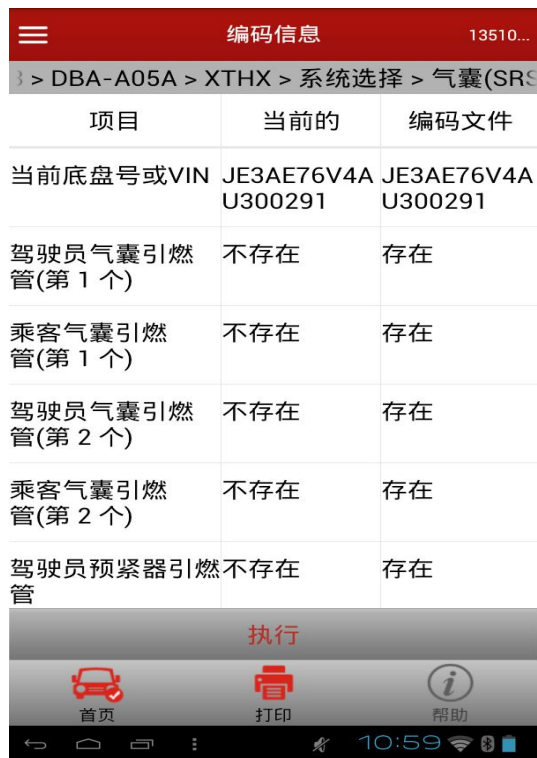 编码信息
13510...
> DBA-A05A > XTHX > 系统选择 > 气囊(SRS
项目 当前的 编码文件
当前底盘号或VIN JE3AE76V4A JE3AE76V4A
U300291 U300291
驾驶员气囊引燃 不存在 存在
管(第 1 个)
乘客气囊引燃 不存在 存在
管(第 1 个)
驾驶员气囊引燃 不存在 存在
管(第 2 个)
乘客气囊引燃 不存在 存在
管(第 2 个)
驾驶员预紧器引燃 不存在 存在
管
执行
首页 打印 帮助
10:59